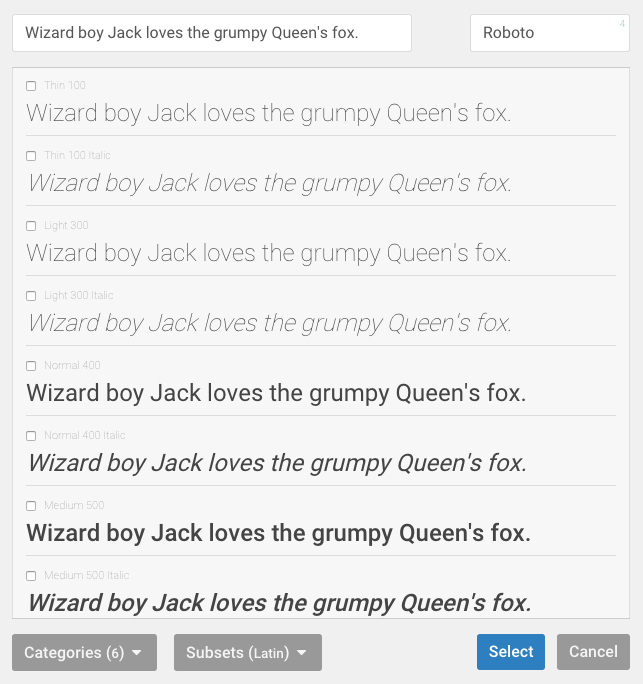 Wizard boy Jack loves the grumpy Queen's fox.
Roboto
4
Thin 100
Wizard boy Jack loves the grumpy Queen's fox.
Thin 100 Italic
Wizard boy Jack loves the grumpy Queen's fox.
Light 300
Wizard boy Jack loves the grumpy Queen's fox.
Light 300 Italic
Wizard boy Jack loves the grumpy Queen's fox.
Normal 400
Wizard boy Jack loves the grumpy Queen's fox.
Normal 400 Italic
Wizard boy Jack loves the grumpy Queen's fox.
Medium 500
Wizard boy Jack loves the grumpy Queen's fox.
Medium 500 Italic
Wizard boy Jack loves the grumpy Queen's fox.
Categories (6)
Subsets (Latin)
Select
Cancel